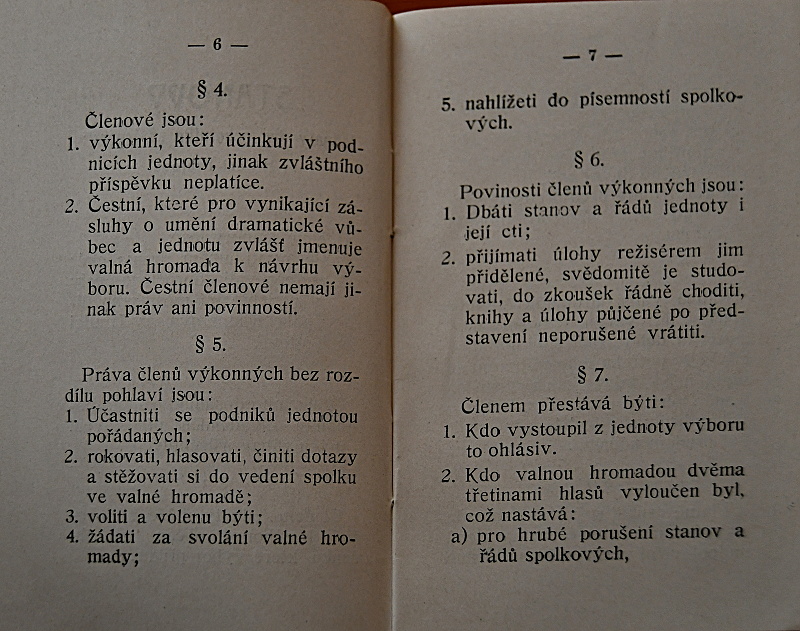 — 6 —
§ 4.
Členové jsou:
1. výkonní, kteří účinkují v pod-
nicích jednoty, jinak zvláštního
příspěvku neplatíce.
2. Čestní, které pro vynikající zá-
sluhy o umění dramatické vů-
bec a jednotu zvlášť jmenuje
valná hromada k návrhu vý-
boru. Čestní členové nemají ji-
nak práv ani povinností.
§ 5.
Práva členů výkonných bez roz-
dílu pohlaví jsou:
1. Účastniti se podniků jednotou
pořádaných;
2. rokovati, hlasovati, činiti dotazy
a stěžovati si do vedení spolku
ve valné hromadě;
3. voliti a volenu býti;
4. žádati za svolání valné hro-
mady;
— 7 —
5. nahlížeti do písemností spolko-
vých.
§ 6.
Povinosti členů výkonných jsou:
1. Dbáti stanov a řádů jednoty i
její cti;
2. přijímati úlohy režisérem jim
přidělené, svědomitě je studo-
vati, do zkoušek řádně choditi,
knihy a úlohy půjčené po před-
stavení neporušené vrátiti.
§ 7.
Členem přestává býti:
1. Kdo vystoupil z jednoty výboru
to ohlásiv.
2. Kdo valnou hromadou dvěma
třetinami hlasů vyloučen byl,
což nastává:
a) pro hrubé porušení stanov a
řádů spolkových,